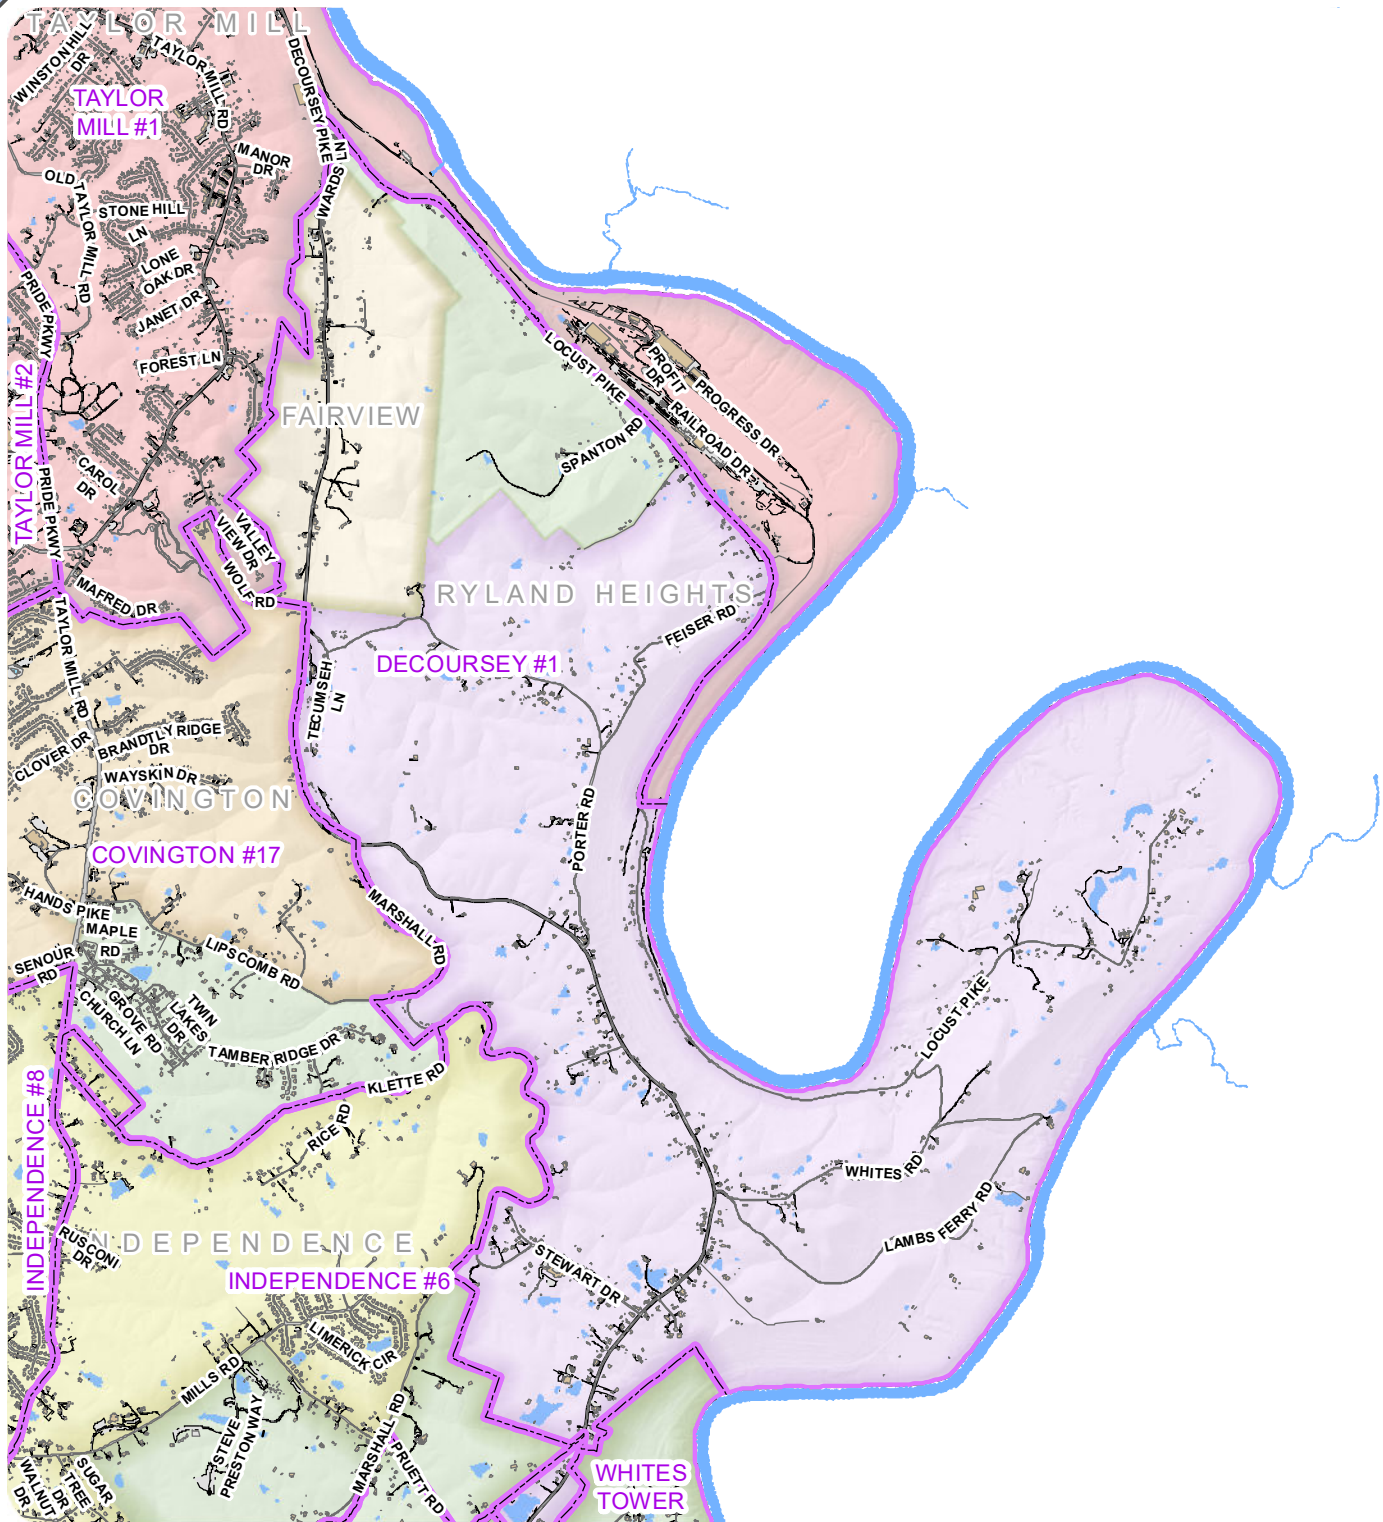 TAYLOR MILL
WINSTON HILL
DR
TAYLOR MILL RD
DECOURSEY PIKE
TAYLOR
MILL #1
MANOR
DR
WARDS LN
OLD TAYLOR MILL RD
STONE HILL
LN
LONE
OAK DR
JANET DR
PRIDE PKWY
FOREST LN
LOCUST PIKE
PROFIT
DR
PROGRESS DR
RAILROAD DR
TAYLOR MILL #2
FAIRVIEW
SPANTON RD
CAROL
DR
PRIDE PKWY
VALLEY
VIEW DR
WOLF RD
MAFRED DR
RYLAND HEIGHTS
FEISER RD
TAYLOR MILL RD
DECOURSEY #1
TECUMSEH
LN
BRANDTLY RIDGE
DR
CLOVER DR
WAYSKIN DR
COVINGTON
PORTER RD
COVINGTON #17
HANDS PIKE
MAPLE
RD
MARSHALL RD
SENOUR
RD
LIPSCOMB RD
TWIN
LAKES
DR
GROVE RD
CHURCH LN
LOCUST PIKE
TAMBER RIDGE DR
KLETTE RD
INDEPENDENCE #8
RICE RD
WHITES RD
LAMBS FERRY RD
RUSCONI
DR
INDEPENDENCE
STEWART DR
INDEPENDENCE #6
LIMERICK CIR
MILLS RD
STEVE
PRESTON WAY
MARSHALL RD
PRUETT RD
SUGAR
TREE
DR
WALNUT
DR
WHITES
TOWER